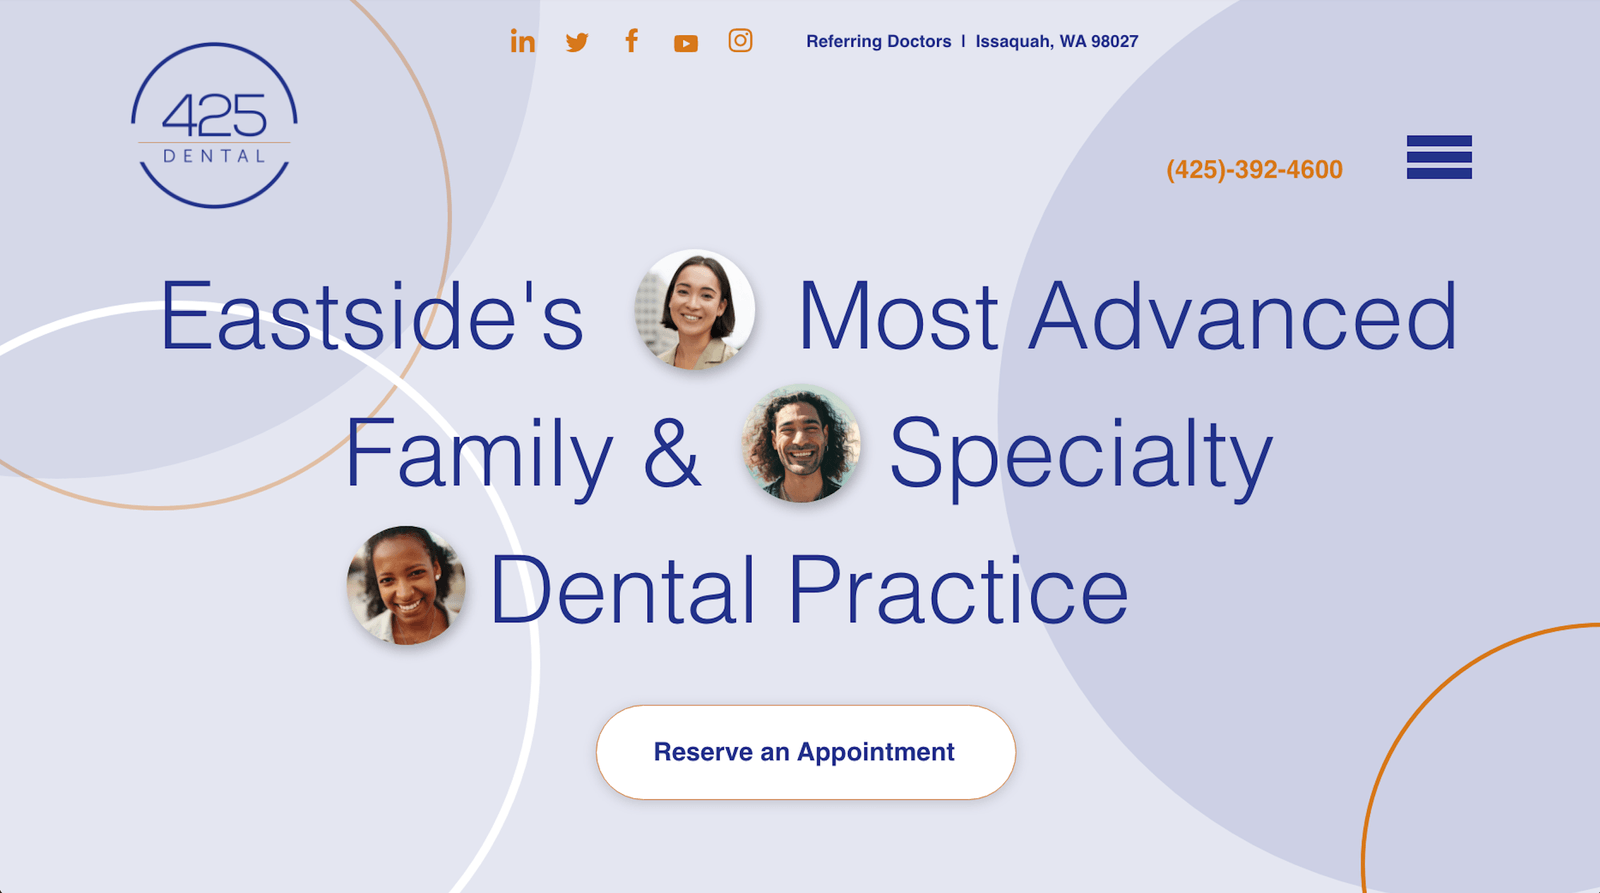 Referring Doctors | Issaquah, WA 98027
425
DENTAL
(425)-392-4600
Eastside's Most Advanced
Family & Specialty
Dental Practice
Reserve an Appointment